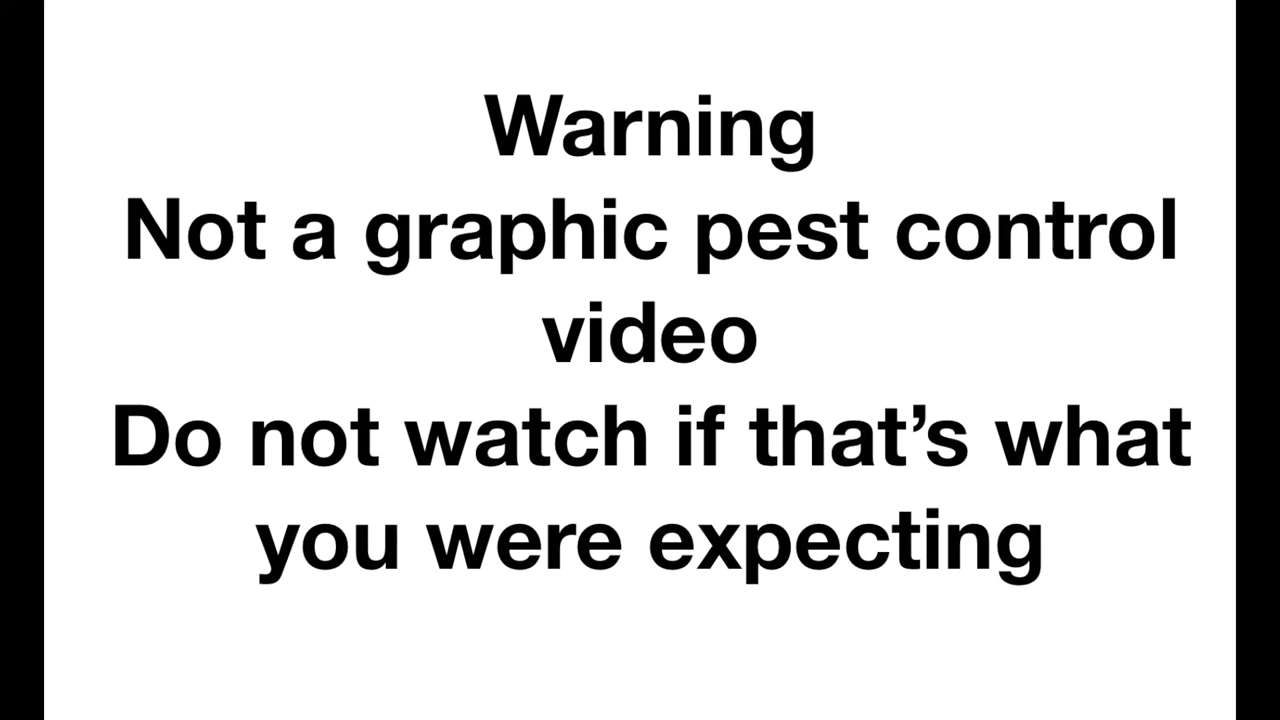 Warning
Not a graphic pest control
video
Do not watch if that’s what
you were expecting